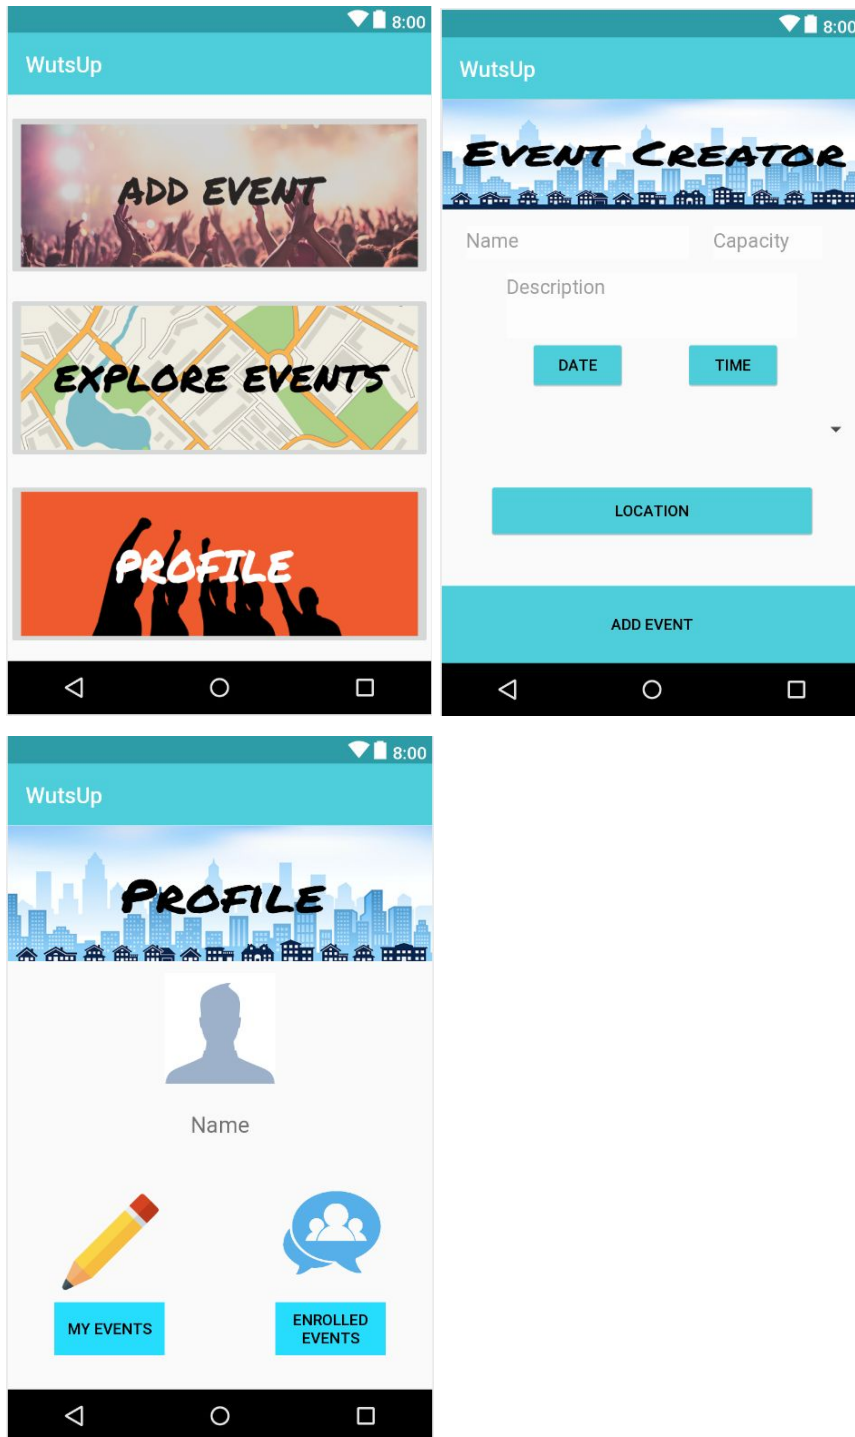 8:00
WutsUp
ADD EVENT
EXPLORE EVENTS
PROFILE
8:00
WutsUp
EVENT CREATOR
Name Capacity
Description
DATE TIME
LOCATION
ADD EVENT
8:00
WutsUp
PROFILE
Name
MY EVENTS
ENROLLED
EVENTS